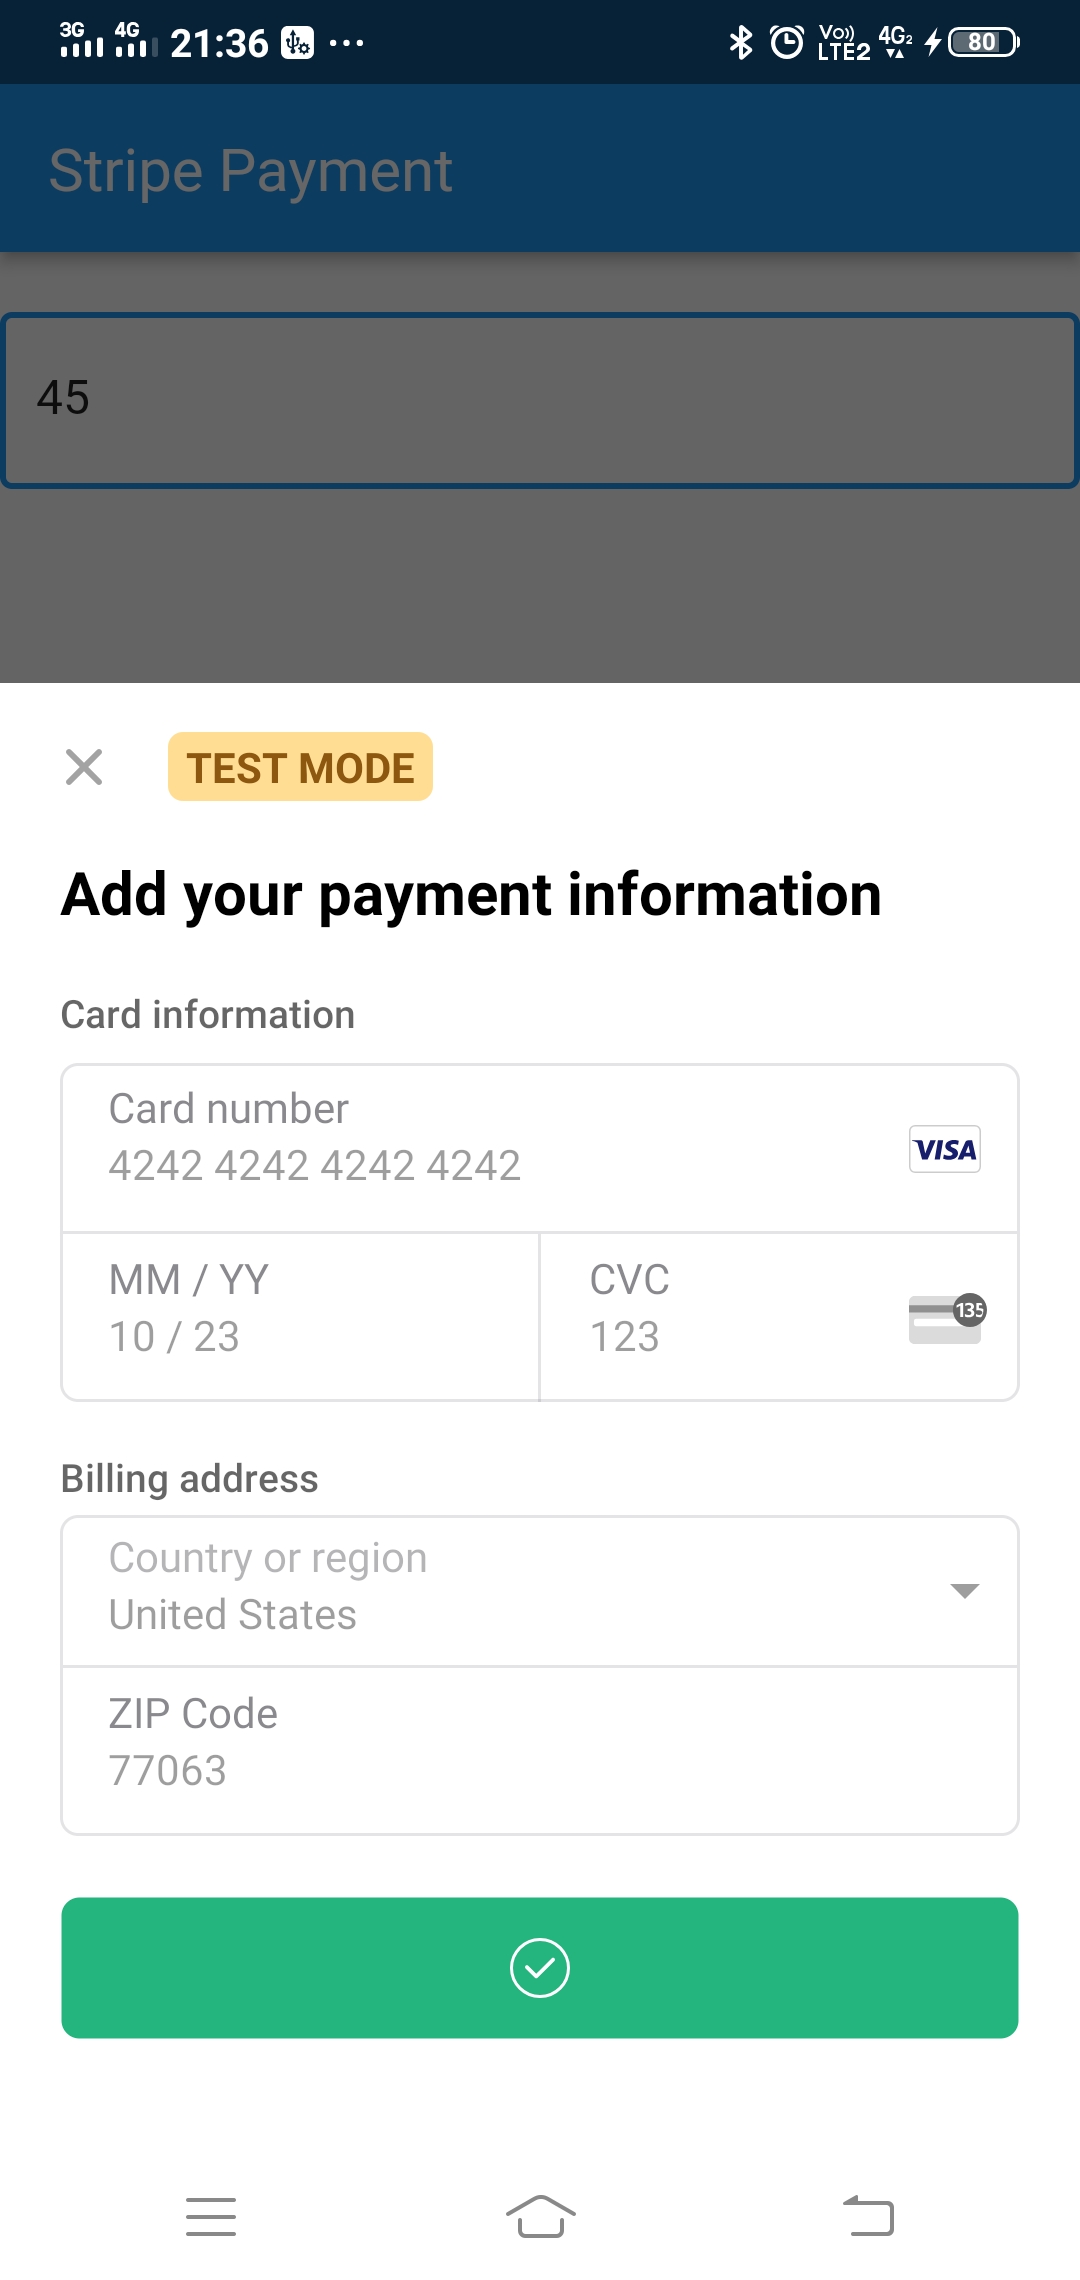 3G 4G 21:36 ... Vo)) LTE2 4G2 80
Stripe Payment
45
TEST MODE
Add your payment information
Card information
Card number
4242 4242 4242 4242 VISA
MM / YY CVC
10 / 23 123 135
Billing address
Country or region
United States
ZIP Code
77063